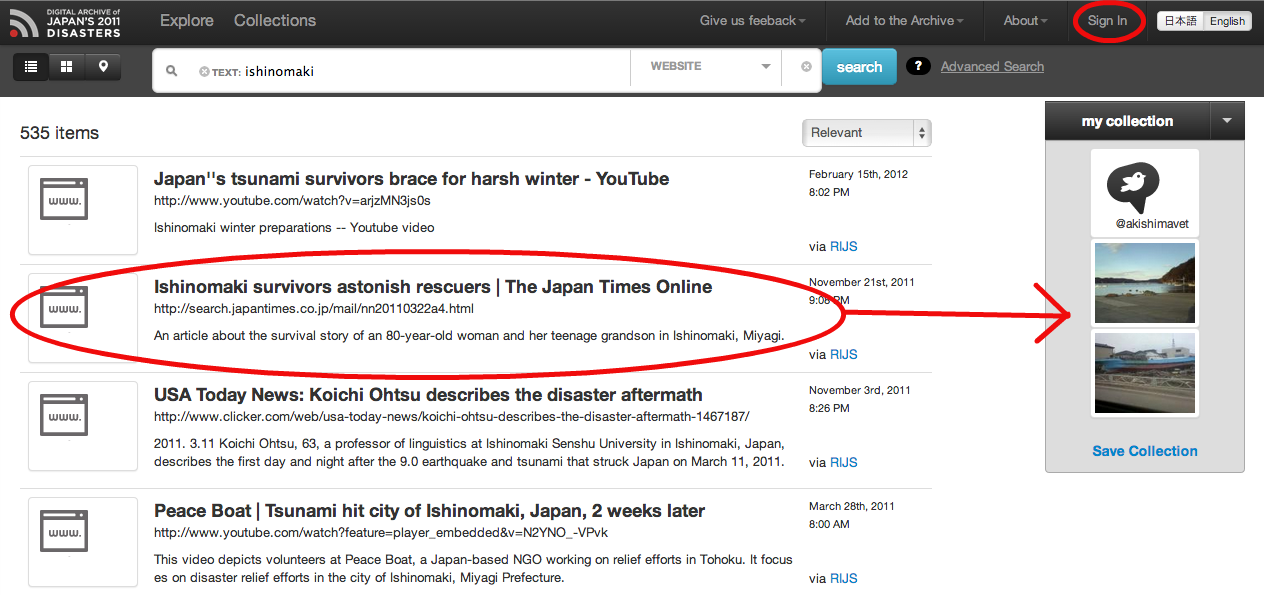 DIGITAL ARCHIVE of
JAPAN'S 2011
DISASTERS
Explore Collections Give us feeback Add to the Archive About Sign In 日本語 English
TEXT: ishinomaki WEBSITE search ? Advanced Search
535 items
Relevant
my collection
www.
Japan''s tsunami survivors brace for harsh winter - YouTube
http://www.youtube.com/watch?v=arjzMN3js0s
Ishinomaki winter preparations -- Youtube video
February 15th, 2012
8:02 PM
via RIJS
www.
Ishinomaki survivors astonish rescuers | The Japan Times Online
http://search.japantimes.co.jp/mail/nn20110322a4.html
An article about the survival story of an 80-year-old woman and her teenage grandson in Ishinomaki, Miyagi.
November 21st, 2011
9:08 PM
via RIJS
www.
USA Today News: Koichi Ohtsu describes the disaster aftermath
http://www.clicker.com/web/usa-today-news/koichi-ohtsu-describes-the-disaster-aftermath-1467187/
2011. 3.11 Koichi Ohtsu, 63, a professor of linguistics at Ishinomaki Senshu University in Ishinomaki, Japan,
describes the first day and night after the 9.0 earthquake and tsunami that struck Japan on March 11, 2011.
November 3rd, 2011
8:26 PM
via RIJS
www.
Peace Boat | Tsunami hit city of Ishinomaki, Japan, 2 weeks later
http://www.youtube.com/watch?feature=player_embedded&v=N2YNO_-VPvk
This video depicts volunteers at Peace Boat, a Japan-based NGO working on relief efforts in Tohoku. It focus
es on disaster relief efforts in the city of Ishinomaki, Miyagi Prefecture.
March 28th, 2011
8:00 AM
via RIJS
@akishimavet
Save Collection